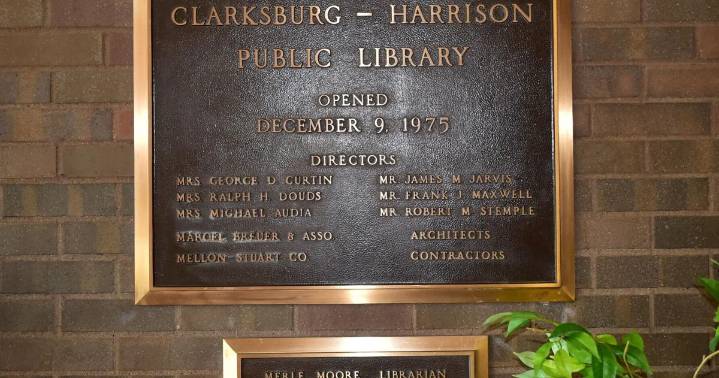 CLARKSBURG – HARRISON
PUBLIC LIBRARY
OPENED
DECEMBER 9, 1975
DIRECTORS
MRS GEORGE D CURTIN MR JAMES M JARVIS
MRS RALPH H DOUDS MR. FRANK J. MAXWELL
MRS MICHAEL AUDIA MR ROBERT M STEMPLE
MARCEL BREUER & ASSO. ARCHITECTS
MELLON STUART CO. CONTRACTORS
MERLE MOORE, LIBRARIAN